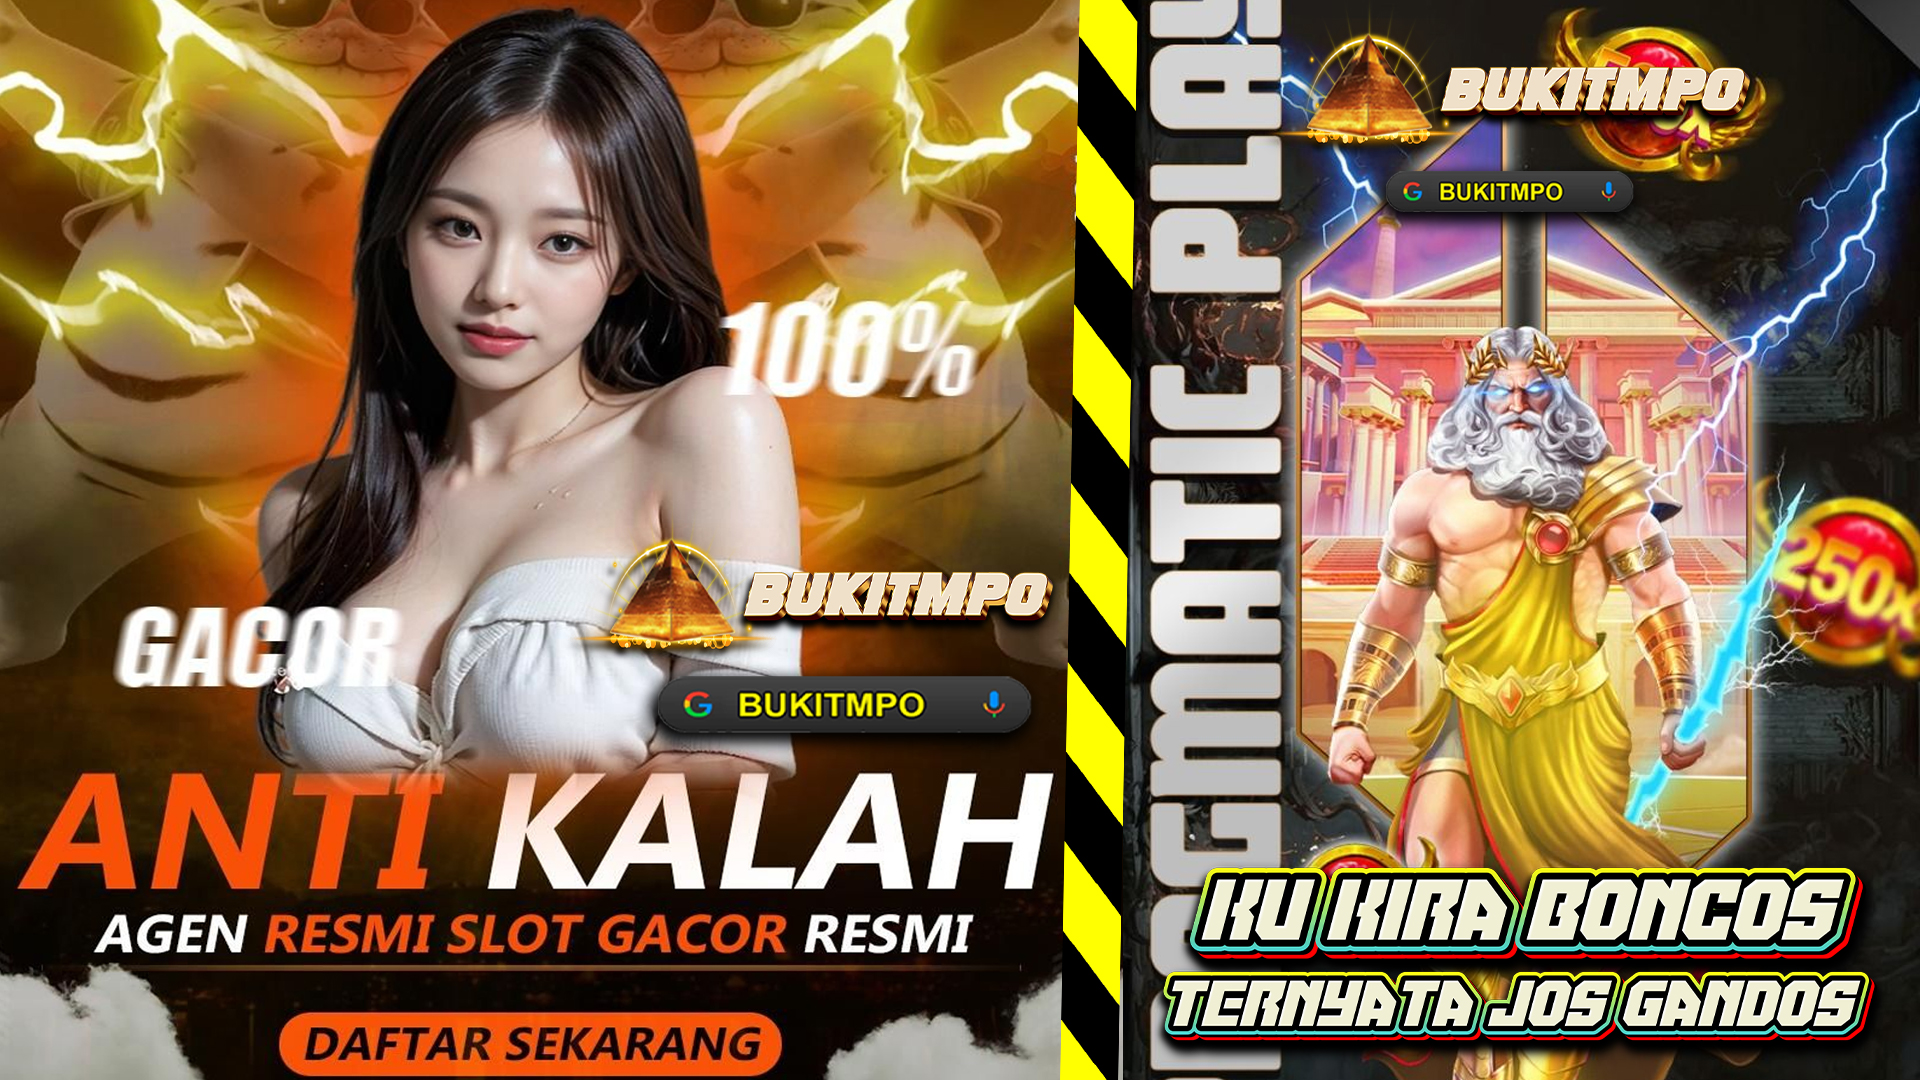 100%
GACOR
BUKITMPO
G BUKITMPO
ANTI KALAH
AGEN RESMI SLOT GACOR RESMI
DAFTAR SEKARANG
BUKITMPO
G BUKITMPO
250x
KU KIRA BONCOS
TERNYATA JOS GANDOS